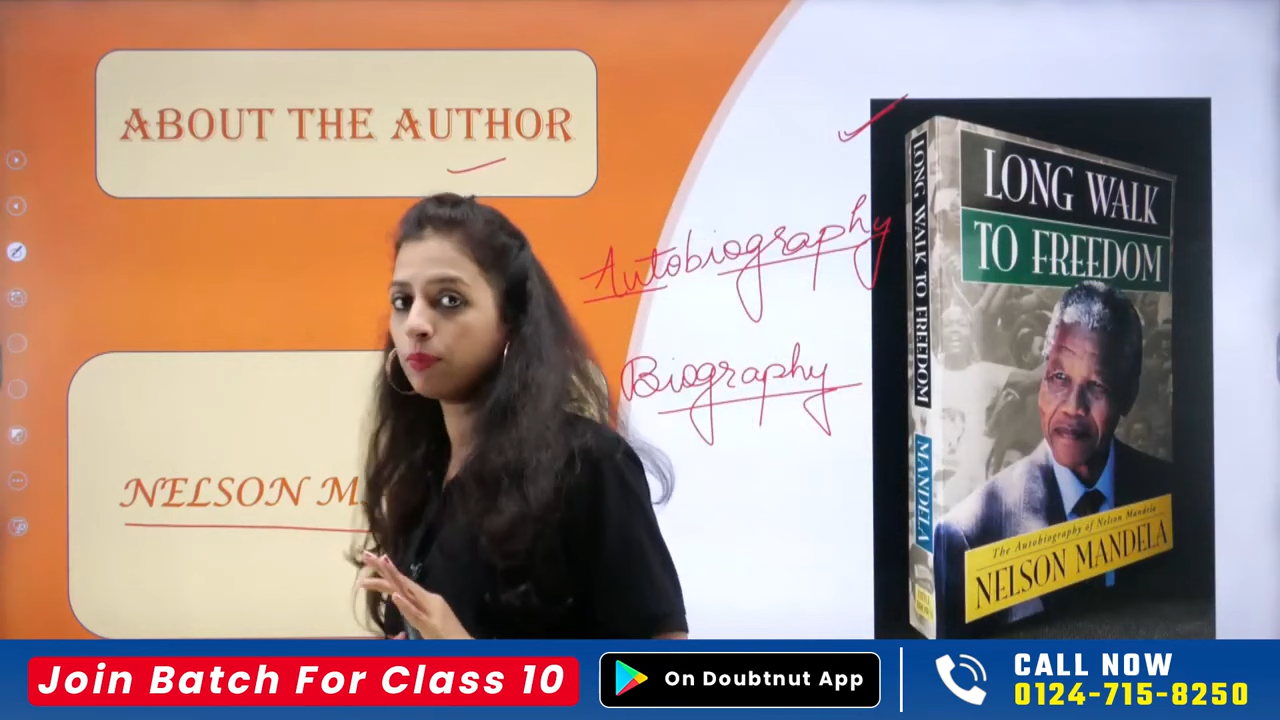 ABOUT THE AUTHOR
NELSON M
Autobiography
Biography
LONG WALK
TO FREEDOM
The Autobiography of Nelson Mandela
NELSON MANDELA
LONG WALK TO FREEDOM
MANDELA
Join Batch For Class 10
On Doubtnut App
CALL NOW
0124-715-8250